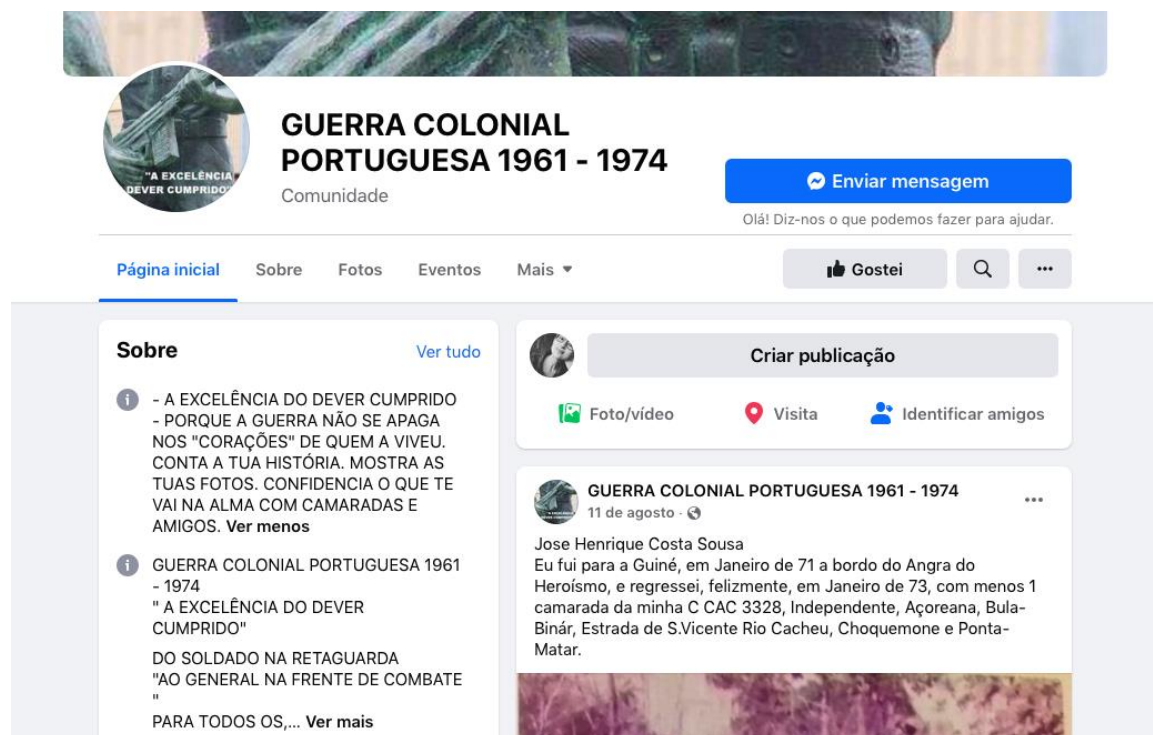 "A EXCELÊNCIA
DEVER CUMPRIDO"
GUERRA COLONIAL
PORTUGUESA 1961 - 1974
Comunidade
Enviar mensagem
Olá! Diz-nos o que podemos fazer para ajudar.
Página inicial Sobre Fotos Eventos Mais
Gostei
Sobre
Ver tudo
- A EXCELÊNCIA DO DEVER CUMPRIDO
- PORQUE A GUERRA NÃO SE APAGA
NOS "CORAÇÕES" DE QUEM A VIVEU.
CONTA A TUA HISTÓRIA. MOSTRA AS
TUAS FOTOS. CONFIDENCIA O QUE TE
VAI NA ALMA COM CAMARADAS E
AMIGOS. Ver menos
GUERRA COLONIAL PORTUGUESA 1961
- 1974
" A EXCELÊNCIA DO DEVER
CUMPRIDO"
DO SOLDADO NA RETAGUARDA
"AO GENERAL NA FRENTE DE COMBATE
"
PARA TODOS OS,... Ver mais
Criar publicação
Foto/vídeo Visita Identificar amigos
GUERRA COLONIAL PORTUGUESA 1961 - 1974
11 de agosto ·
Jose Henrique Costa Sousa
Eu fui para a Guiné, em Janeiro de 71 a bordo do Angra do
Heroísmo, e regressei, felizmente, em Janeiro de 73, com menos 1
camarada da minha C CAC 3328, Independente, Açoreana, Bula-
Binár, Estrada de S.Vicente Rio Cacheu, Choquemone e Ponta-
Matar.